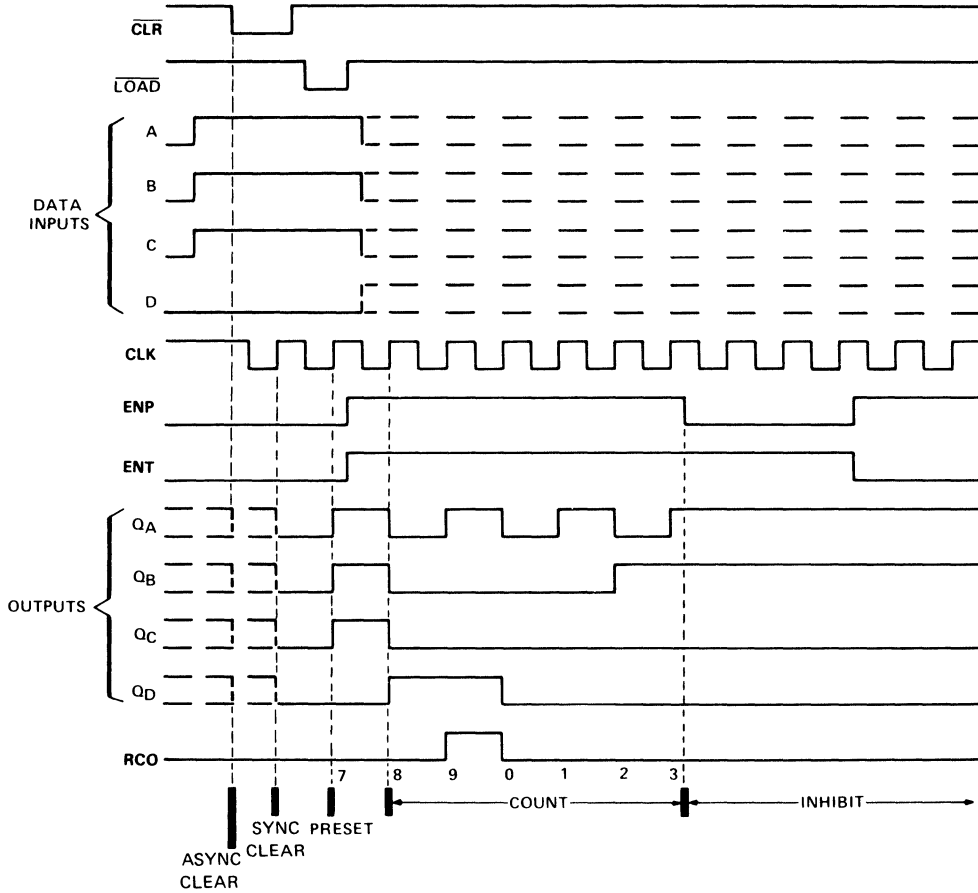 CLR
LOAD
A
B
C
D
DATA
INPUTS
CLK
ENP
ENT
QA
QB
QC
QD
OUTPUTS
RCO
7 8 9 0 1 2 3
COUNT
INHIBIT
SYNC
CLEAR
PRESET
ASYNC
CLEAR